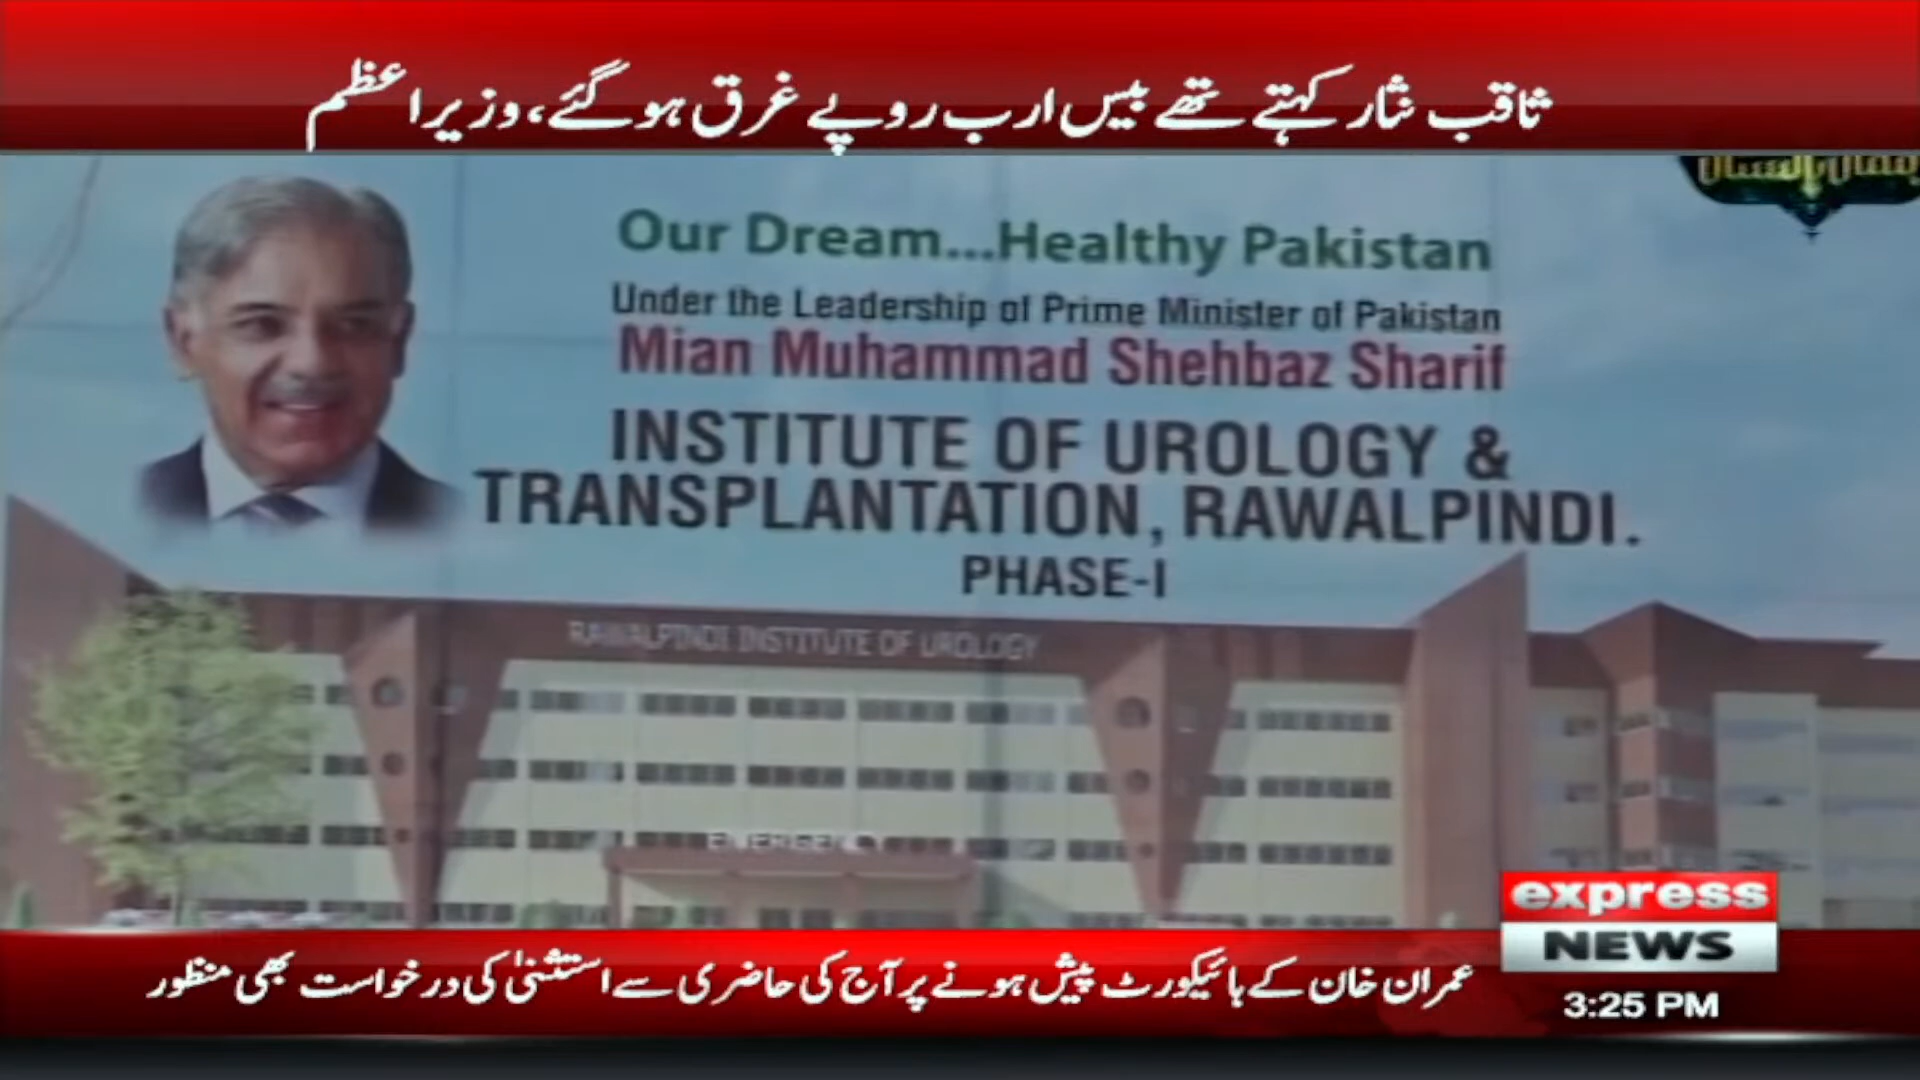 ثاقب نثار کہتے تھے بیس ارب روپے غرق ہو گئے، وزیراعظم
Our Dream...Healthy Pakistan
Under the Leadership of Prime Minister of Pakistan
Mian Muhammad Shehbaz Sharif
INSTITUTE OF UROLOGY &
TRANSPLANTATION, RAWALPINDI.
PHASE-I
RAWALPINDI INSTITUTE OF UROLOGY
EMERGENCY
express
NEWS
عمران خان کے ہائیکورٹ پیش ہونے پر آج کی حاضری سے استثنیٰ کی درخواست بھی منظور
3:25 PM